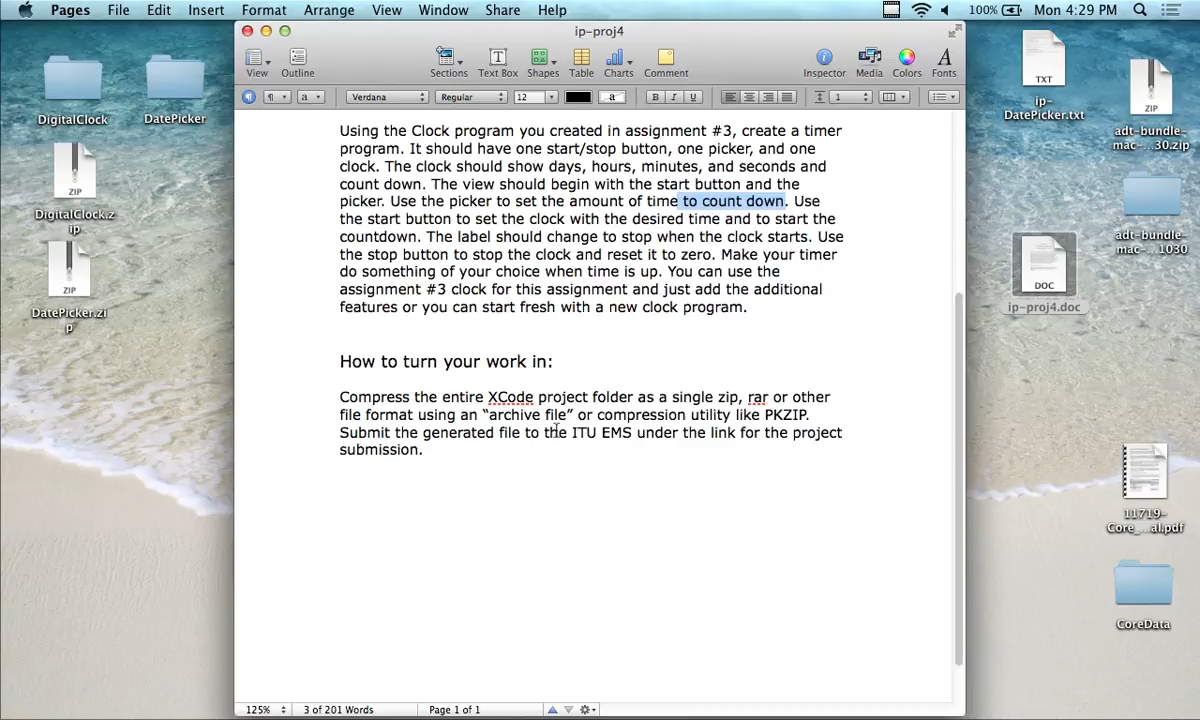 Pages File Edit Insert Format Arrange View Window Share Help 100% Mon 4:29 PM
ip-proj4
View Outline Sections Text Box Shapes Table Charts Comment Inspector Media Colors Fonts
a Verdana Regular 12 a B I U 1
Using the Clock program you created in assignment #3, create a timer
program. It should have one start/stop button, one picker, and one
clock. The clock should show days, hours, minutes, and seconds and
count down. The view should begin with the start button and the
picker. Use the picker to set the amount of time to count down. Use
the start button to set the clock with the desired time and to start the
countdown. The label should change to stop when the clock starts. Use
the stop button to stop the clock and reset it to zero. Make your timer
do something of your choice when time is up. You can use the
assignment #3 clock for this assignment and just add the additional
features or you can start fresh with a new clock program.
How to turn your work in:
Compress the entire XCode project folder as a single zip, rar or other
file format using an “archive file” or compression utility like PKZIP.
Submit the generated file to the ITU EMS under the link for the project
submission.
125% 3 of 201 Words Page 1 of 1
DigitalClock
DatePicker
ZIP
DigitalClock.z
ip
ZIP
DatePicker.zi
p
TXT
ip-
DatePicker.txt
ZIP
adt-bundle-
mac-...30.zip
adt-bundle-
mac-...1030
DOC
ip-proj4.doc
11719-
Core_...al.pdf
CoreData